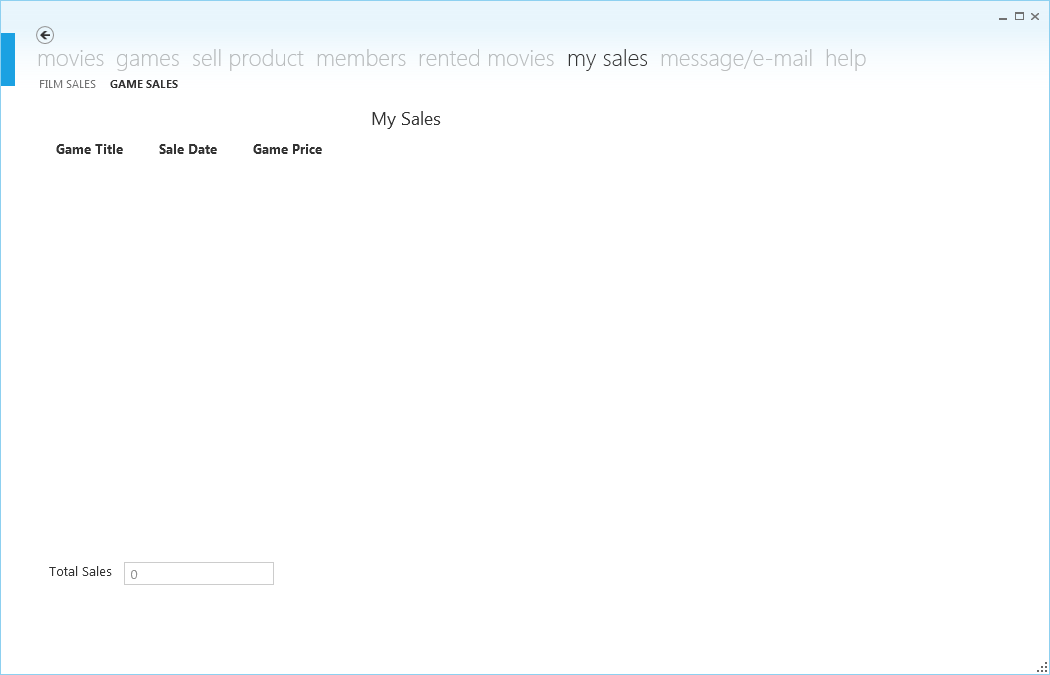 movies games sell product members rented movies my sales message/e-mail help
FILM SALES GAME SALES
My Sales
Game Title Sale Date Game Price
Total Sales 0